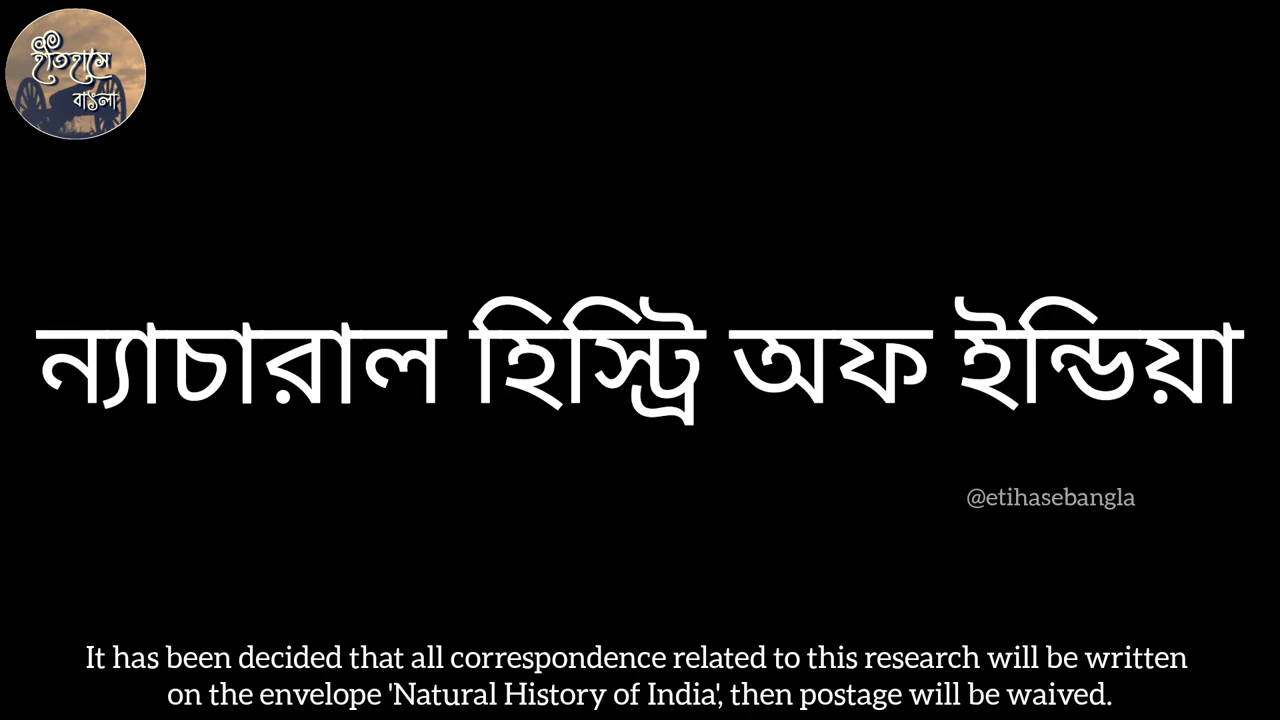 ইতিহাসে
বাংলা
ন্যাচারাল হিস্ট্রি অফ ইন্ডিয়া
@etihasebangla
It has been decided that all correspondence related to this research will be written
on the envelope 'Natural History of India', then postage will be waived.